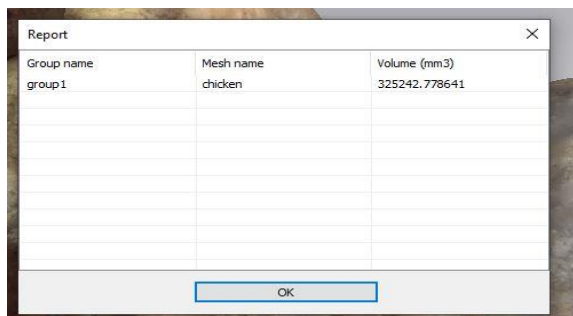 Report
Group name Mesh name Volume (mm3)
group1 chicken 325242.778641
OK